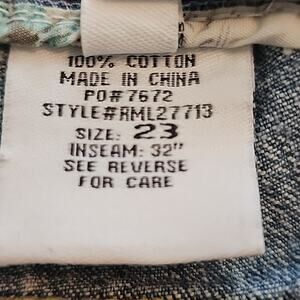 100% COTTON
MADE IN CHINA
PO#7672
STYLE#RML27713
SIZE: 23
INSEAM: 32"
SEE REVERSE
FOR CARE